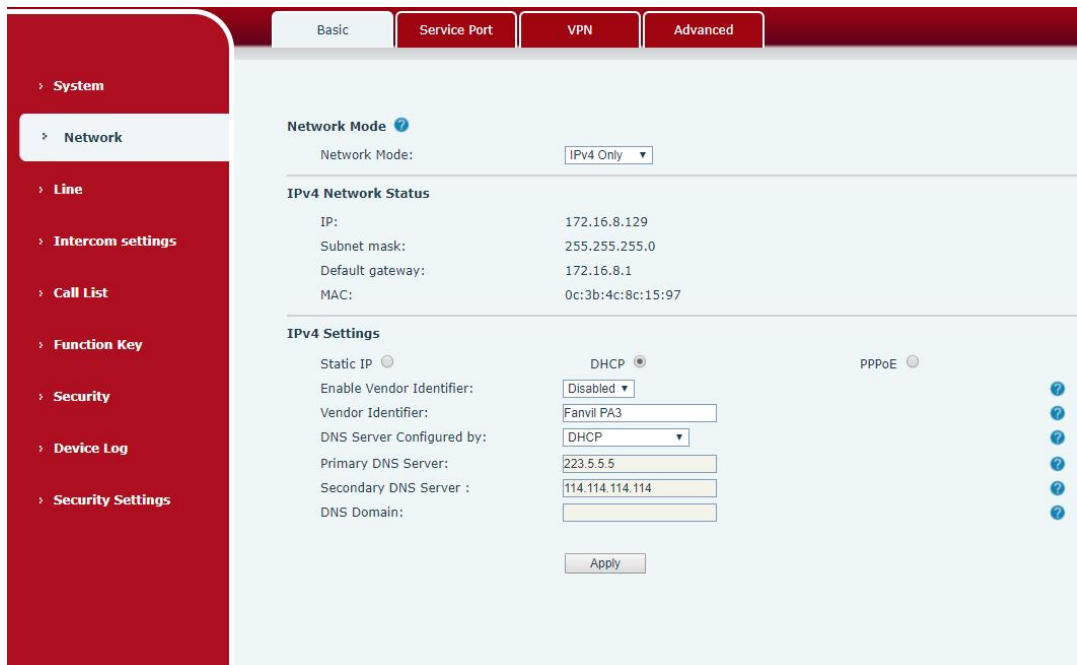 Basic
Service Port
VPN
Advanced
System
Network
Line
Intercom settings
Call List
Function Key
Security
Device Log
Security Settings
Network Mode ?
Network Mode: IPv4 Only
IPv4 Network Status
IP: 172.16.8.129
Subnet mask: 255.255.255.0
Default gateway: 172.16.8.1
MAC: 0c:3b:4c:8c:15:97
IPv4 Settings
Static IP DHCP PPPoE
Enable Vendor Identifier: Disabled ?
Vendor Identifier: Fanvil PA3 ?
DNS Server Configured by: DHCP ?
Primary DNS Server: 223.5.5.5 ?
Secondary DNS Server : 114.114.114.114 ?
DNS Domain: ?
Apply